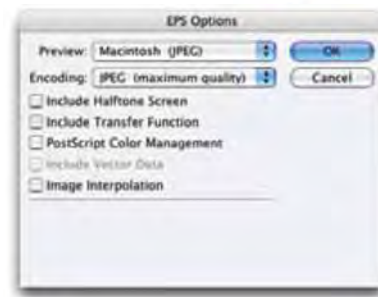 EPS Options
Preview: Macintosh (JPEG) OK
Encoding: JPEG (maximum quality) Cancel
Include Halftone Screen
Include Transfer Function
PostScript Color Management
Include Vector Data
Image Interpolation